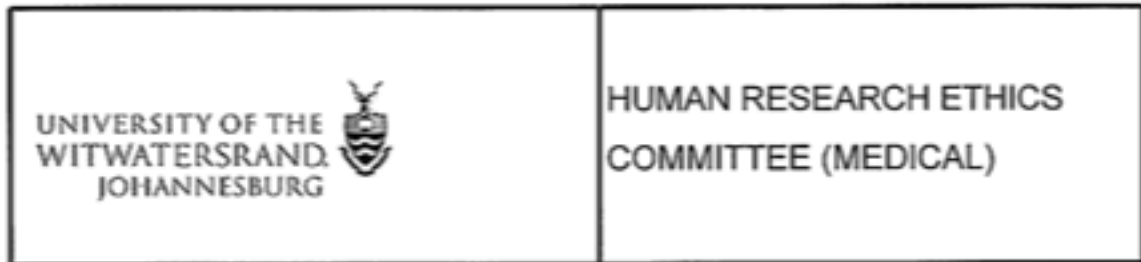 UNIVERSITY OF THE
WITWATERSRAND,
JOHANNESBURG
HUMAN RESEARCH ETHICS
COMMITTEE (MEDICAL)